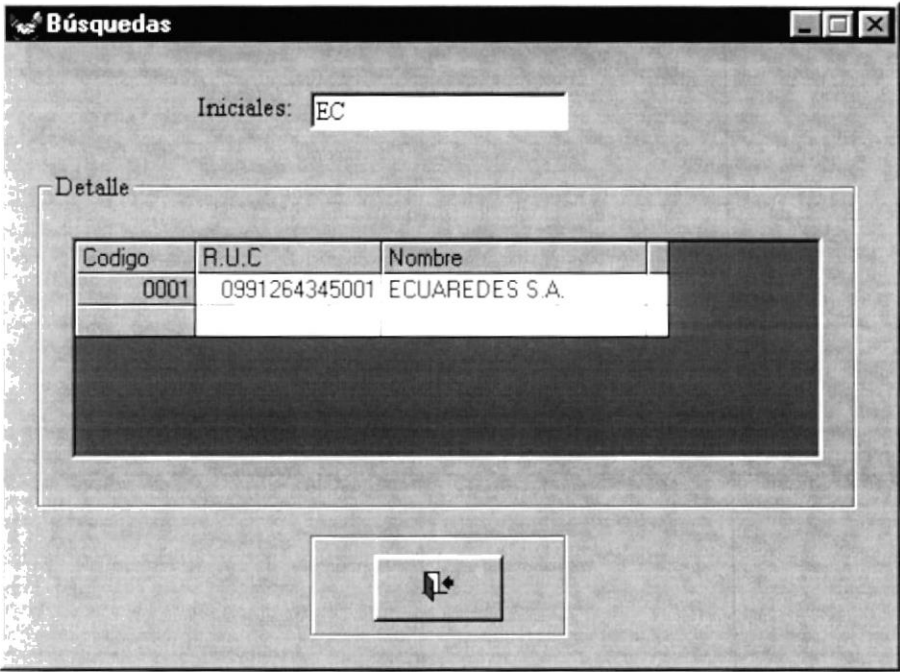 Búsquedas
Iniciales: EC
Detalle
Codigo R.U.C Nombre
0001 0991264345001 ECUAREDES S.A.